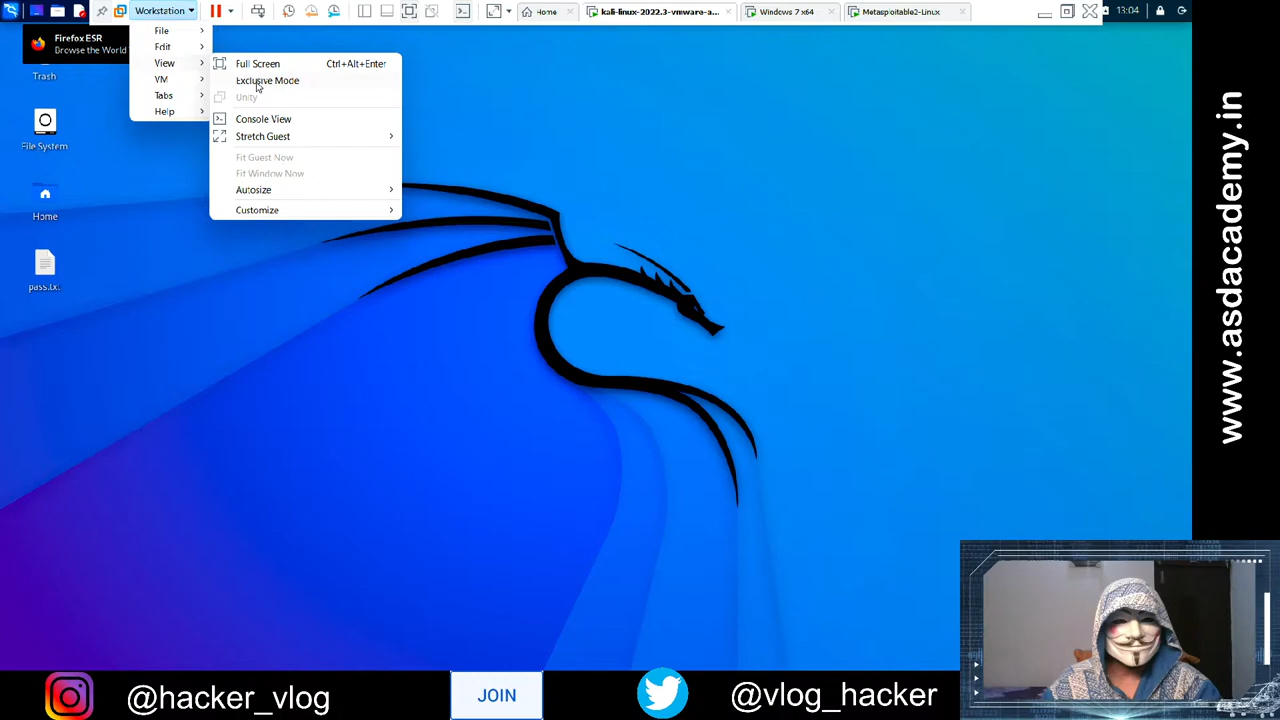 Workstation
Home
kali-linux-2022.3-vmware-a...
Windows 7 x64
Metasploitable2-Linux
13:04
Firefox ESR
Browse the World
File
Edit
View
VM
Tabs
Help
Full Screen Ctrl+Alt+Enter
Exclusive Mode
Unity
Console View
Stretch Guest
Fit Guest Now
Fit Window Now
Autosize
Customize
Trash
File System
Home
pass.txt
www.asdacademy.in
@hacker_vlog
JOIN
@vlog_hacker